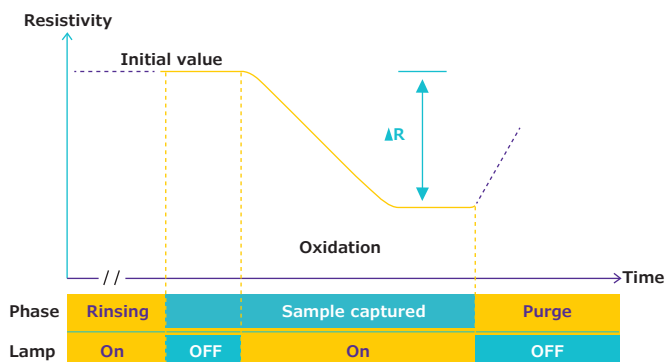 Resistivity
Initial value
▲R
Oxidation
//
Time
Phase Rinsing Sample captured Purge
Lamp On OFF On OFF